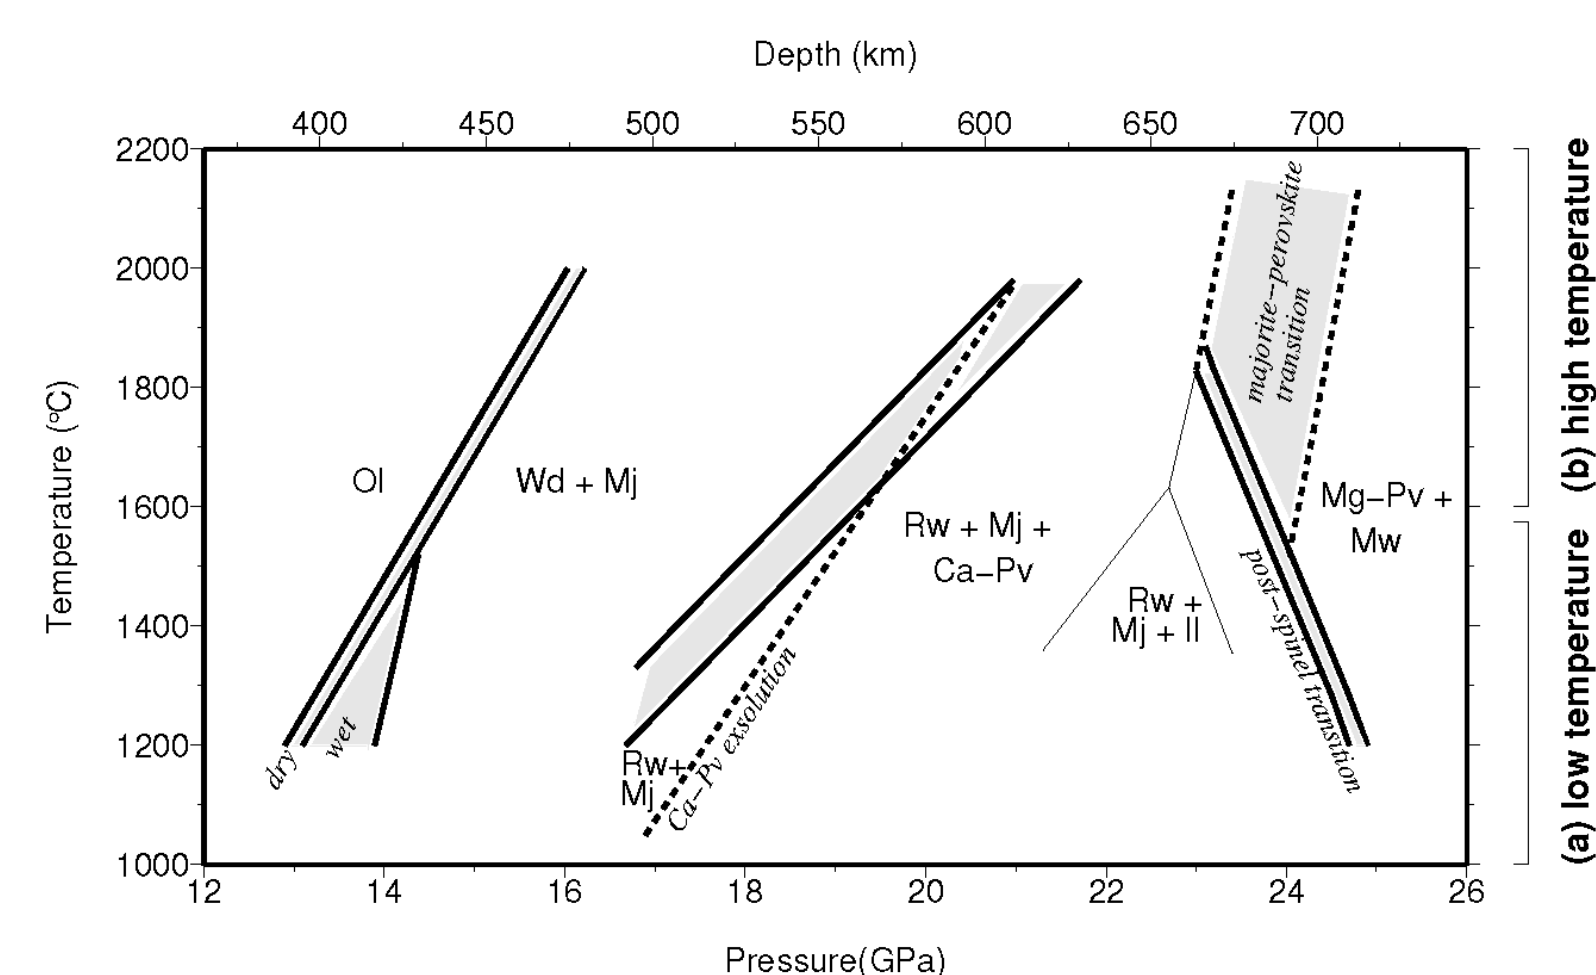 Depth (km)
400 450 500 550 600 650 700
2200
2000
1800
1600
1400
1200
1000
Temperature (°C)
12 14 16 18 20 22 24 26
Pressure(GPa)
Ol
Wd + Mj
Rw + Mj +
Ca–Pv
Rw +
Mj + Il
Mg–Pv +
Mw
Rw+
Mj
dry
wet
Ca–Pv exsolution
majorite–perovskite
transition
post–spinel transition
(b) high temperature
(a) low temperature